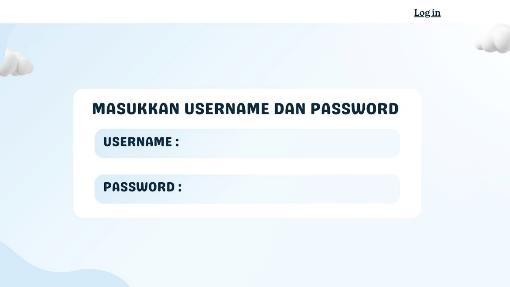 Log in
MASUKKAN USERNAME DAN PASSWORD
USERNAME :
PASSWORD :